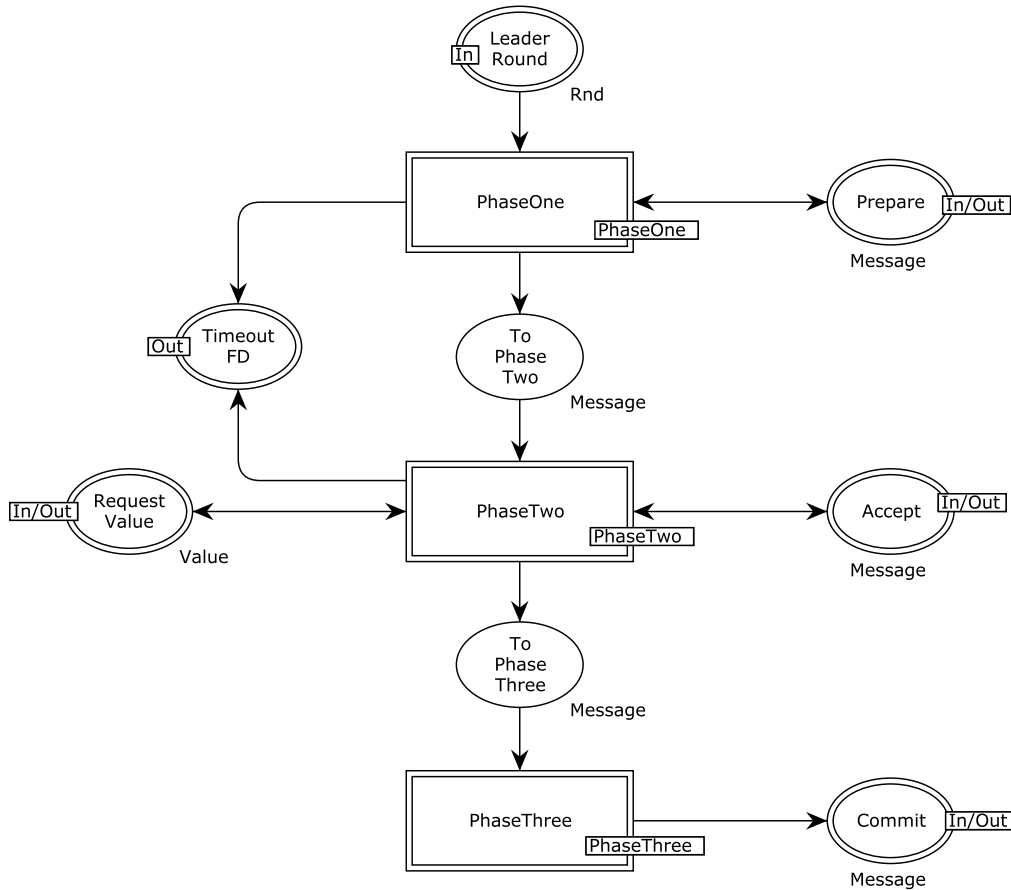 Leader
Round
In
Rnd
PhaseOne
PhaseOne
Prepare
In/Out
Message
Timeout
FD
Out
To
Phase
Two
Message
Request
Value
In/Out
Value
PhaseTwo
PhaseTwo
Accept
In/Out
Message
To
Phase
Three
Message
PhaseThree
PhaseThree
Commit
In/Out
Message